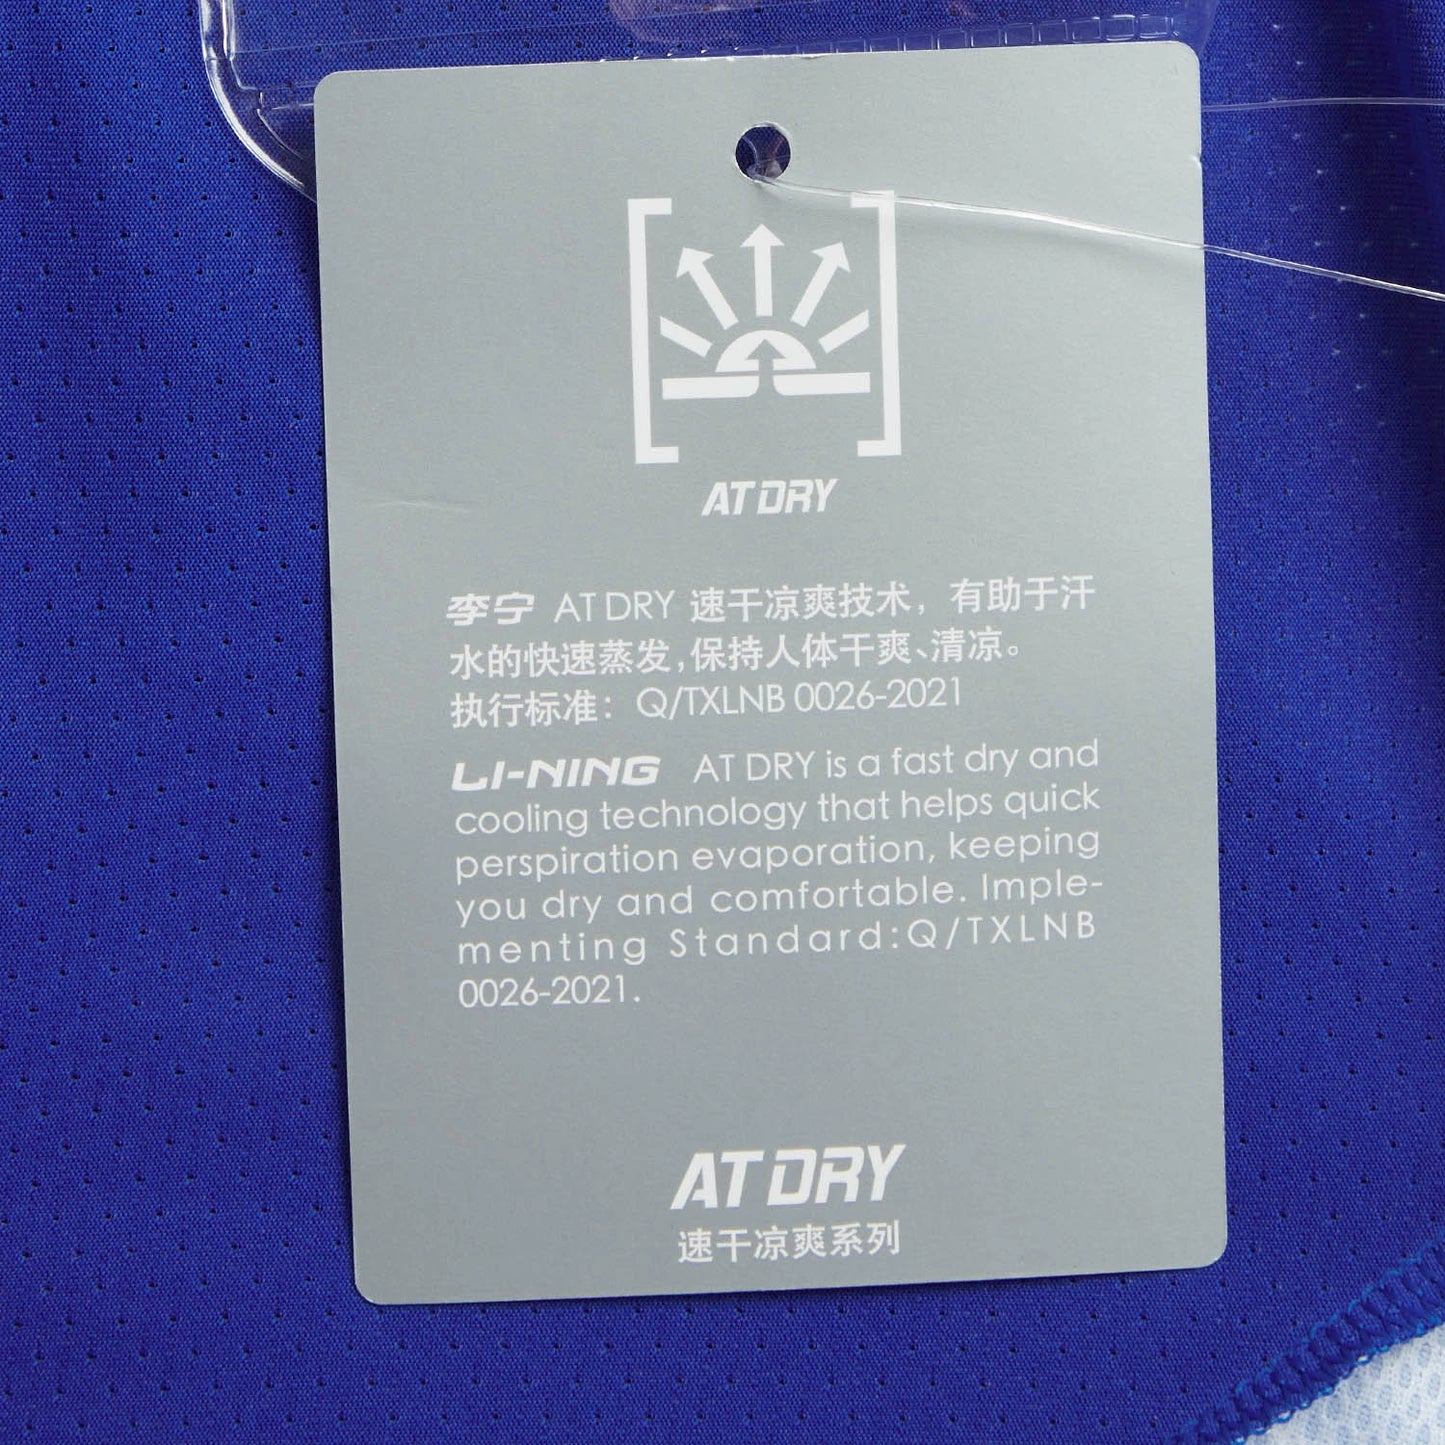 AT DRY
李宁 AT DRY 速干凉爽技术，有助于汗
水的快速蒸发,保持人体干爽、清凉。
执行标准：Q/TXLNB 0026-2021
LI-NING AT DRY is a fast dry and
cooling technology that helps quick
perspiration evaporation, keeping
you dry and comfortable. Imple-
menting Standard:Q/TXLNB
0026-2021.
AT DRY
速干凉爽系列